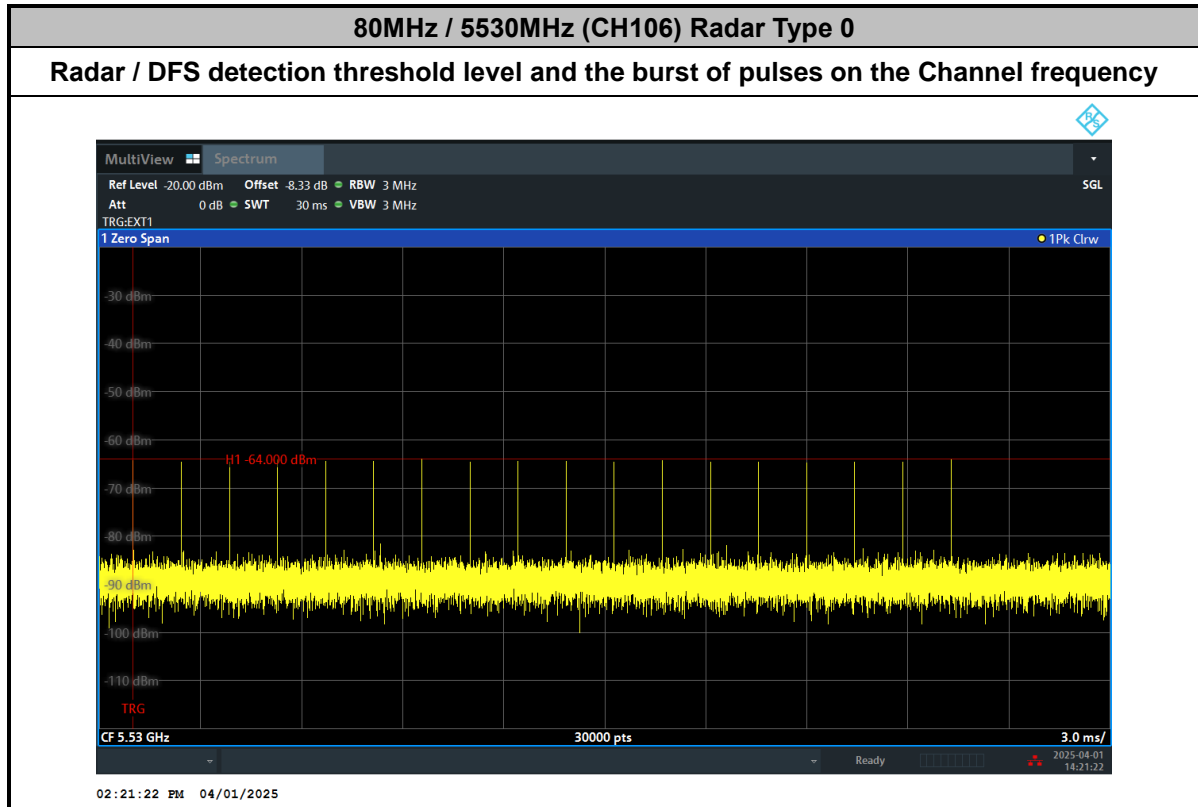 80MHz / 5530MHz (CH106) Radar Type 0
Radar / DFS detection threshold level and the burst of pulses on the Channel frequency
R&S
MultiView Spectrum
Ref Level -20.00 dBm Offset -8.33 dB RBW 3 MHz SGL
Att 0 dB SWT 30 ms VBW 3 MHz
TRG:EXT1
1 Zero Span 1Pk Clrw
-30 dBm
-40 dBm
-50 dBm
-60 dBm
H1 -64.000 dBm
-70 dBm
-80 dBm
-90 dBm
-100 dBm
-110 dBm
TRG
CF 5.53 GHz 30000 pts 3.0 ms/
Ready 2025-04-01
14:21:22
02:21:22 PM 04/01/2025